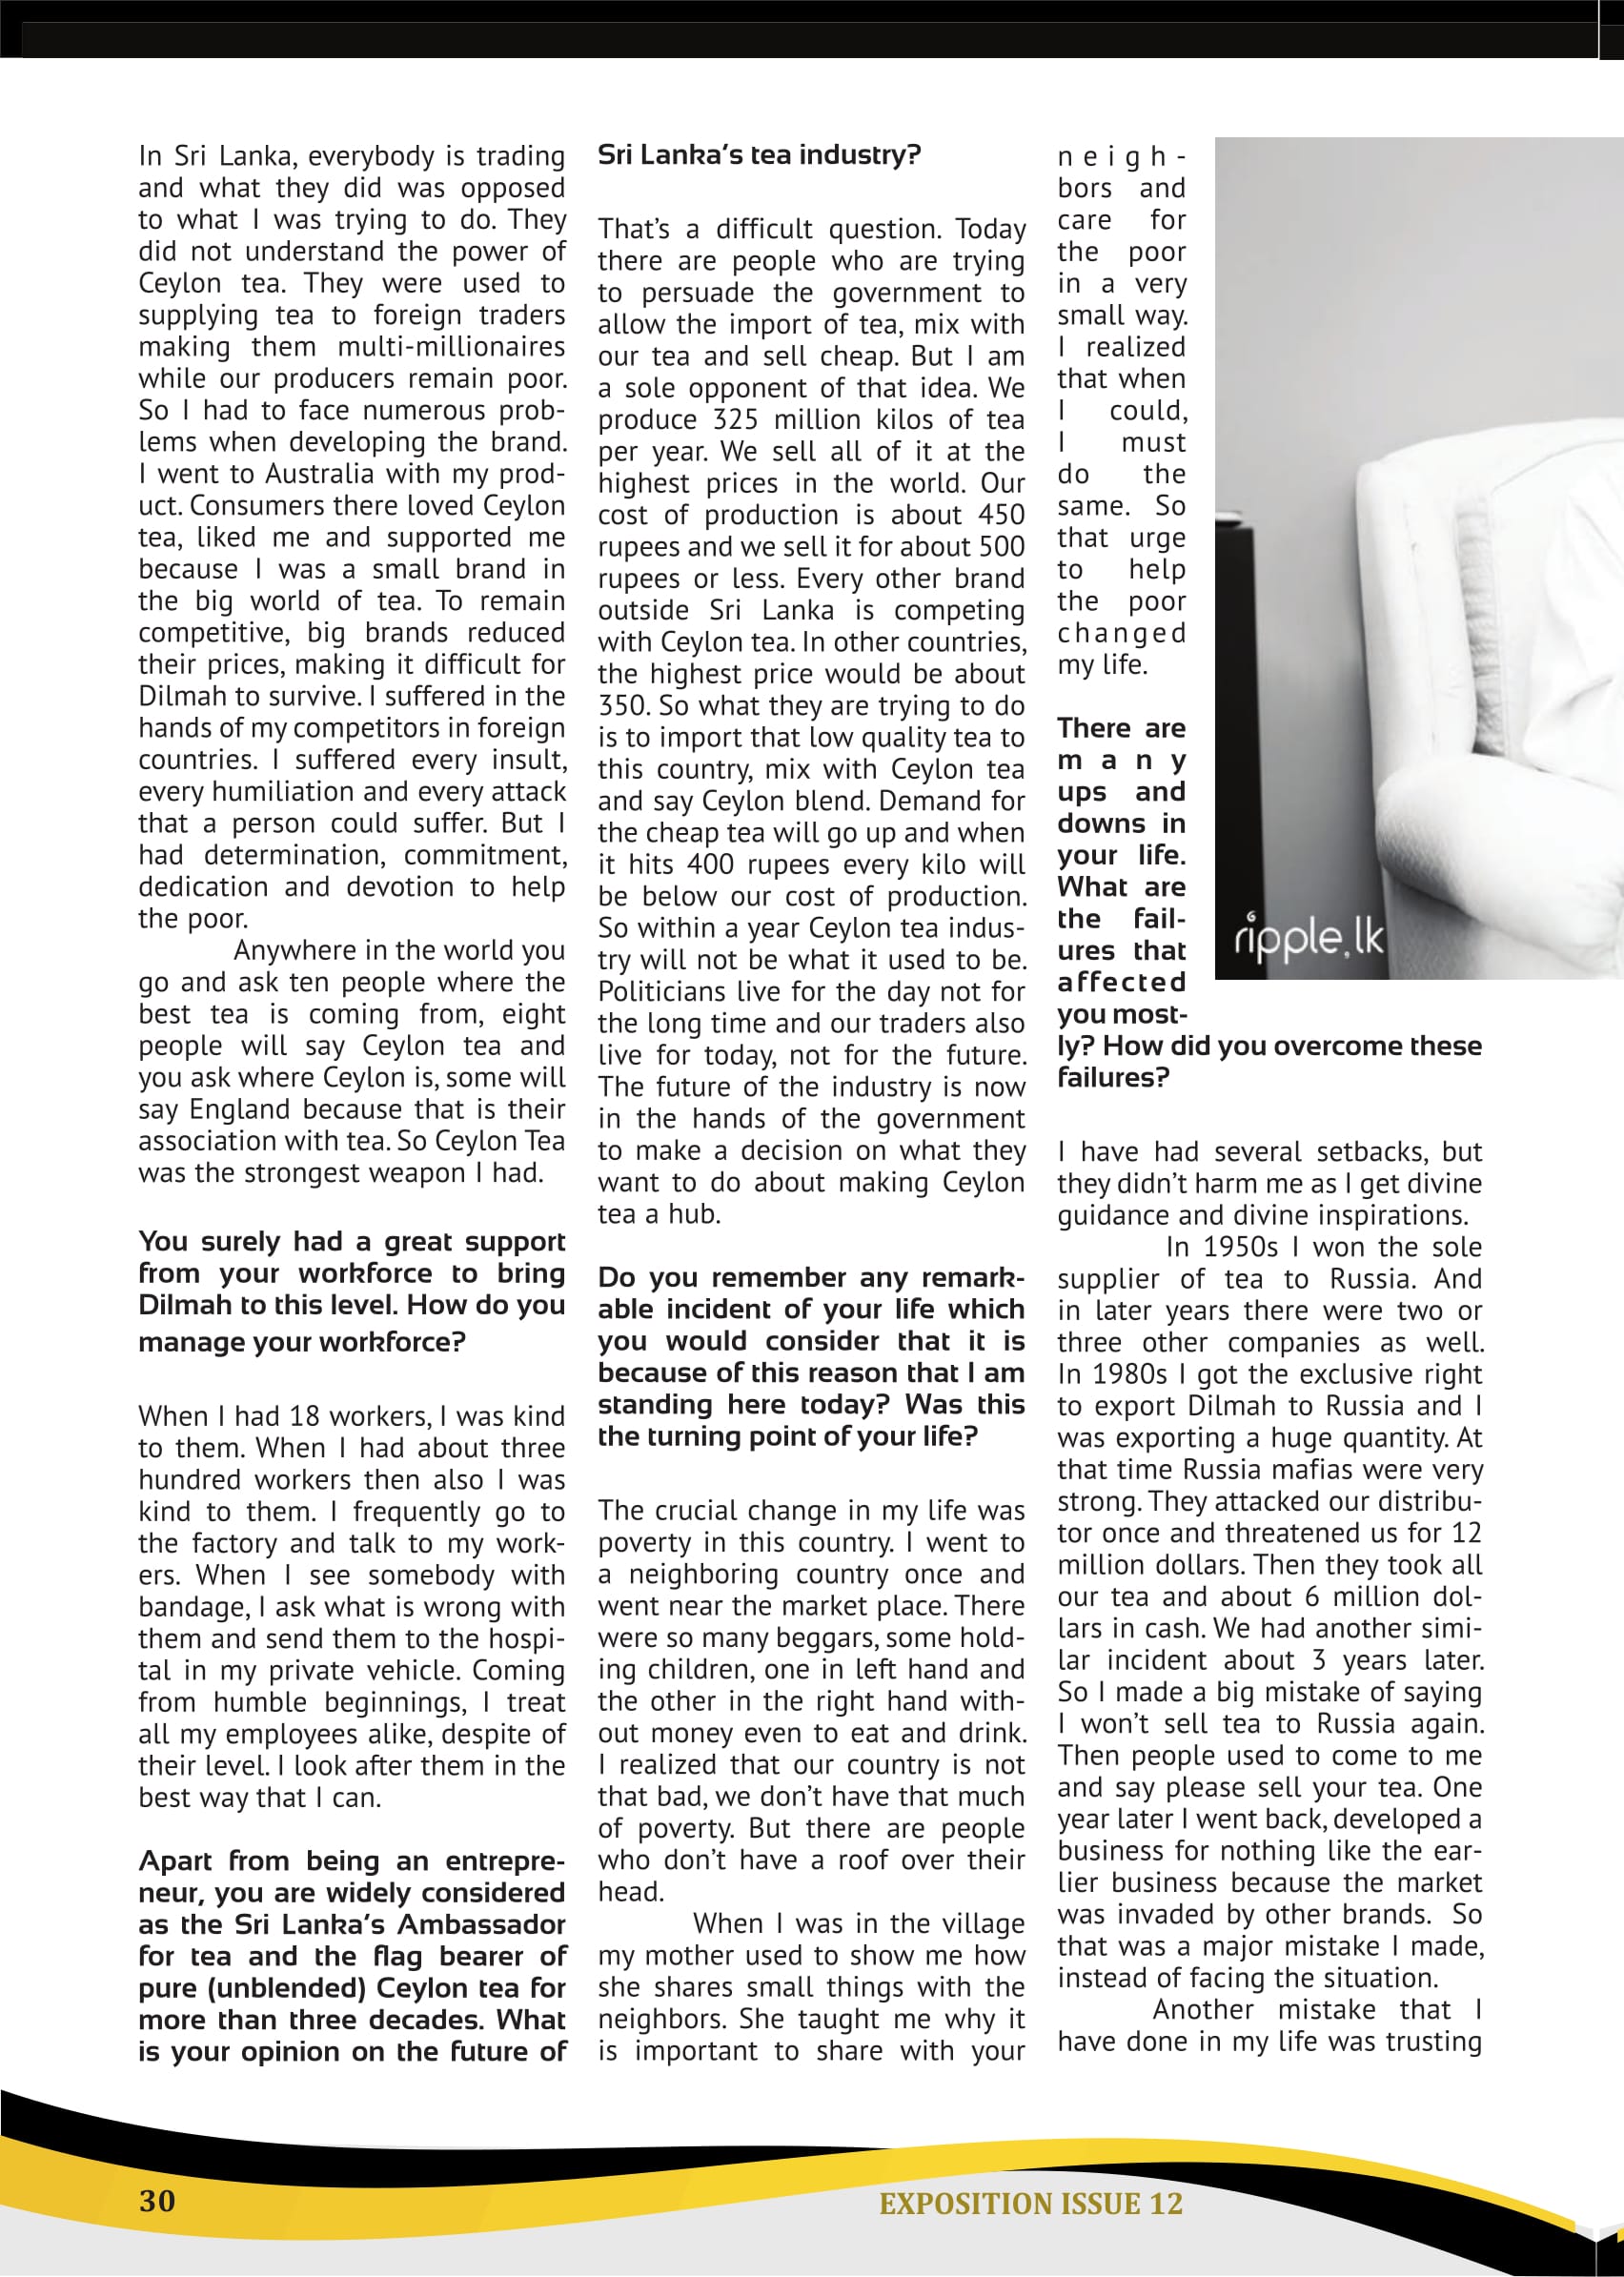 In Sri Lanka, everybody is trading
and what they did was opposed
to what I was trying to do. They
did not understand the power of
Ceylon tea. They were used to
supplying tea to foreign traders
making them multi-millionaires
while our producers remain poor.
So I had to face numerous prob-
lems when developing the brand.
I went to Australia with my prod-
uct. Consumers there loved Ceylon
tea, liked me and supported me
because I was a small brand in
the big world of tea. To remain
competitive, big brands reduced
their prices, making it difficult for
Dilmah to survive. I suffered in the
hands of my competitors in foreign
countries. I suffered every insult,
every humiliation and every attack
that a person could suffer. But I
had determination, commitment,
dedication and devotion to help
the poor.
Anywhere in the world you
go and ask ten people where the
best tea is coming from, eight
people will say Ceylon tea and
you ask where Ceylon is, some will
say England because that is their
association with tea. So Ceylon Tea
was the strongest weapon I had.
You surely had a great support
from your workforce to bring
Dilmah to this level. How do you
manage your workforce?
When I had 18 workers, I was kind
to them. When I had about three
hundred workers then also I was
kind to them. I frequently go to
the factory and talk to my work-
ers. When I see somebody with
bandage, I ask what is wrong with
them and send them to the hospi-
tal in my private vehicle. Coming
from humble beginnings, I treat
all my employees alike, despite of
their level. I look after them in the
best way that I can.
Apart from being an entrepre-
neur, you are widely considered
as the Sri Lanka's Ambassador
for tea and the flag bearer of
pure (unblended) Ceylon tea for
more than three decades. What
is your opinion on the future of
Sri Lanka's tea industry?
That's a difficult question. Today
there are people who are trying
to persuade the government to
allow the import of tea, mix with
our tea and sell cheap. But I am
a sole opponent of that idea. We
produce 325 million kilos of tea
per year. We sell all of it at the
highest prices in the world. Our
cost of production is about 450
rupees and we sell it for about 500
rupees or less. Every other brand
outside Sri Lanka is competing
with Ceylon tea. In other countries,
the highest price would be about
350. So what they are trying to do
is to import that low quality tea to
this country, mix with Ceylon tea
and say Ceylon blend. Demand for
the cheap tea will go up and when
it hits 400 rupees every kilo will
be below our cost of production.
So within a year Ceylon tea indus-
try will not be what it used to be.
Politicians live for the day not for
the long time and our traders also
live for today, not for the future.
The future of the industry is now
in the hands of the government
to make a decision on what they
want to do about making Ceylon
tea a hub.
Do you remember any remark-
able incident of your life which
you would consider that it is
because of this reason that I am
standing here today? Was this
the turning point of your life?
The crucial change in my life was
poverty in this country. I went to
a neighboring country once and
went near the market place. There
were so many beggars, some hold-
ing children, one in left hand and
the other in the right hand with-
out money even to eat and drink.
I realized that our country is not
that bad, we don't have that much
of poverty. But there are people
who don't have a roof over their
head.
When I was in the village
my mother used to show me how
she shares small things with the
neighbors. She taught me why it
is important to share with your
neigh-
bors and
care for
the poor
in a very
small way.
I realized
that when
I could,
I must
do the
same. So
that urge
to help
the poor
changed
my life.
There are
many
ups and
downs in
your life.
What are
the fail-
ures that
affected
you most-
ly? How did you overcome these
failures?
I have had several setbacks, but
they didn't harm me as I get divine
guidance and divine inspirations.
In 1950s I won the sole
supplier of tea to Russia. And
in later years there were two or
three other companies as well.
In 1980s I got the exclusive right
to export Dilmah to Russia and I
was exporting a huge quantity. At
that time Russia mafias were very
strong. They attacked our distribu-
tor once and threatened us for 12
million dollars. Then they took all
our tea and about 6 million dol-
lars in cash. We had another simi-
lar incident about 3 years later.
So I made a big mistake of saying
I won't sell tea to Russia again.
Then people used to come to me
and say please sell your tea. One
year later I went back, developed a
business for nothing like the ear-
lier business because the market
was invaded by other brands. So
that was a major mistake I made,
instead of facing the situation.
Another mistake that I
have done in my life was trusting
ripple.lk
30
EXPOSITION ISSUE 12